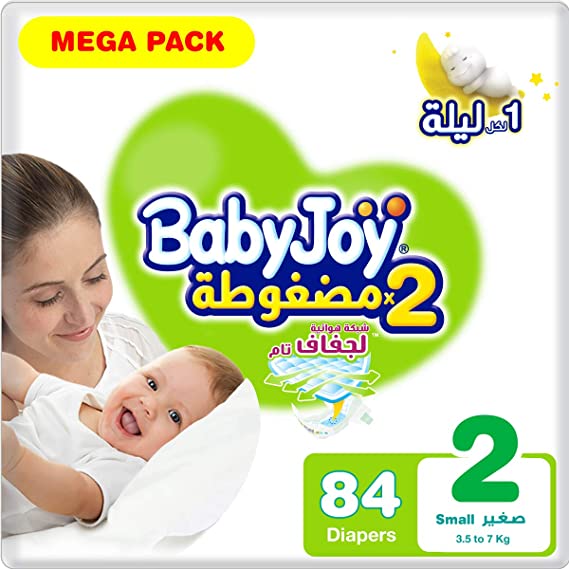 MEGA PACK
1 لكل ليلة
BabyJoy®
مضغوطة x2
شبكة هوائية
لجفاف تام
84
Diapers
2
Small صغير
3.5 to 7 Kg